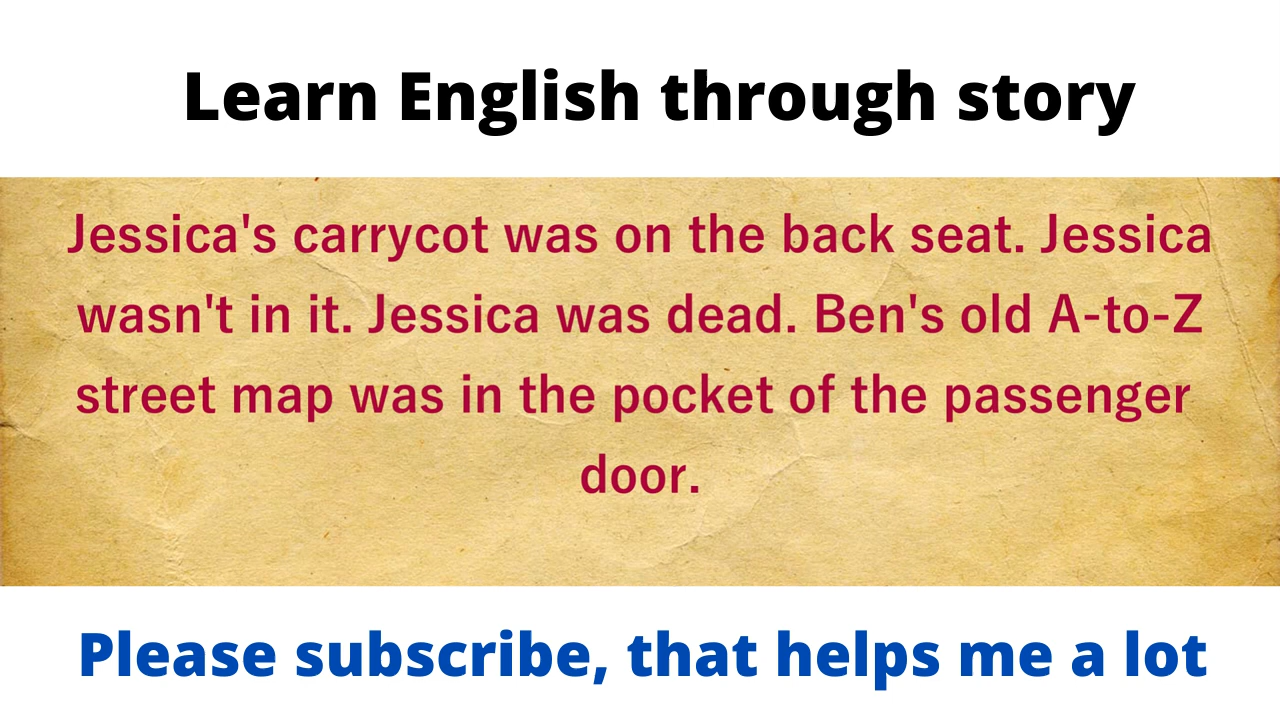 Learn English through story
Jessica's carrycot was on the back seat. Jessica
wasn't in it. Jessica was dead. Ben's old A-to-Z
street map was in the pocket of the passenger
door.
Please subscribe, that helps me a lot